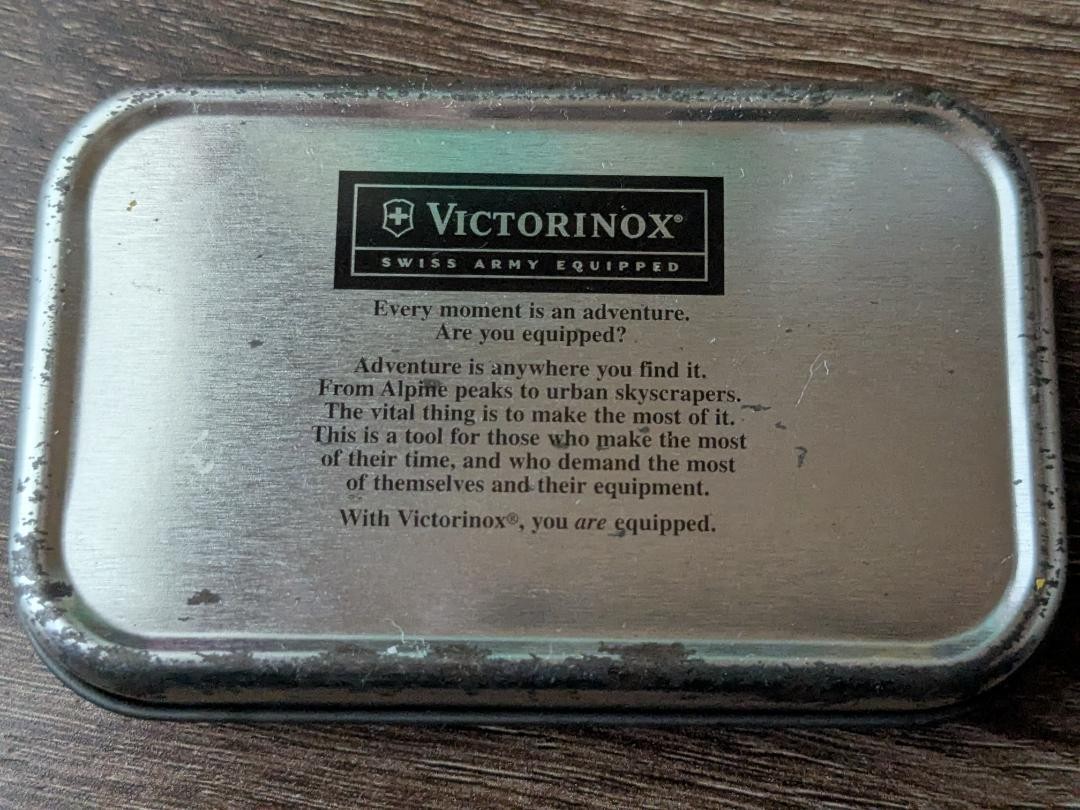 VICTORINOX®
SWISS ARMY EQUIPPED
Every moment is an adventure.
Are you equipped?
Adventure is anywhere you find it.
From Alpine peaks to urban skyscrapers.
The vital thing is to make the most of it.
This is a tool for those who make the most
of their time, and who demand the most
of themselves and their equipment.
With Victorinox®, you are equipped.